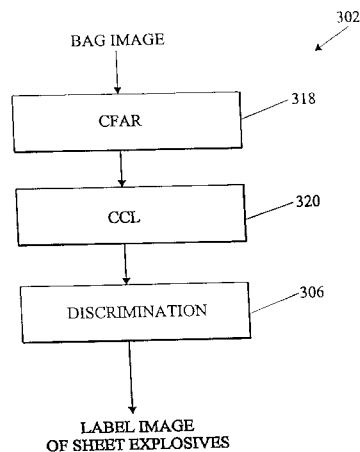 302
BAG IMAGE
CFAR
318
CCL
320
DISCRIMINATION
306
LABEL IMAGE
OF SHEET EXPLOSIVES